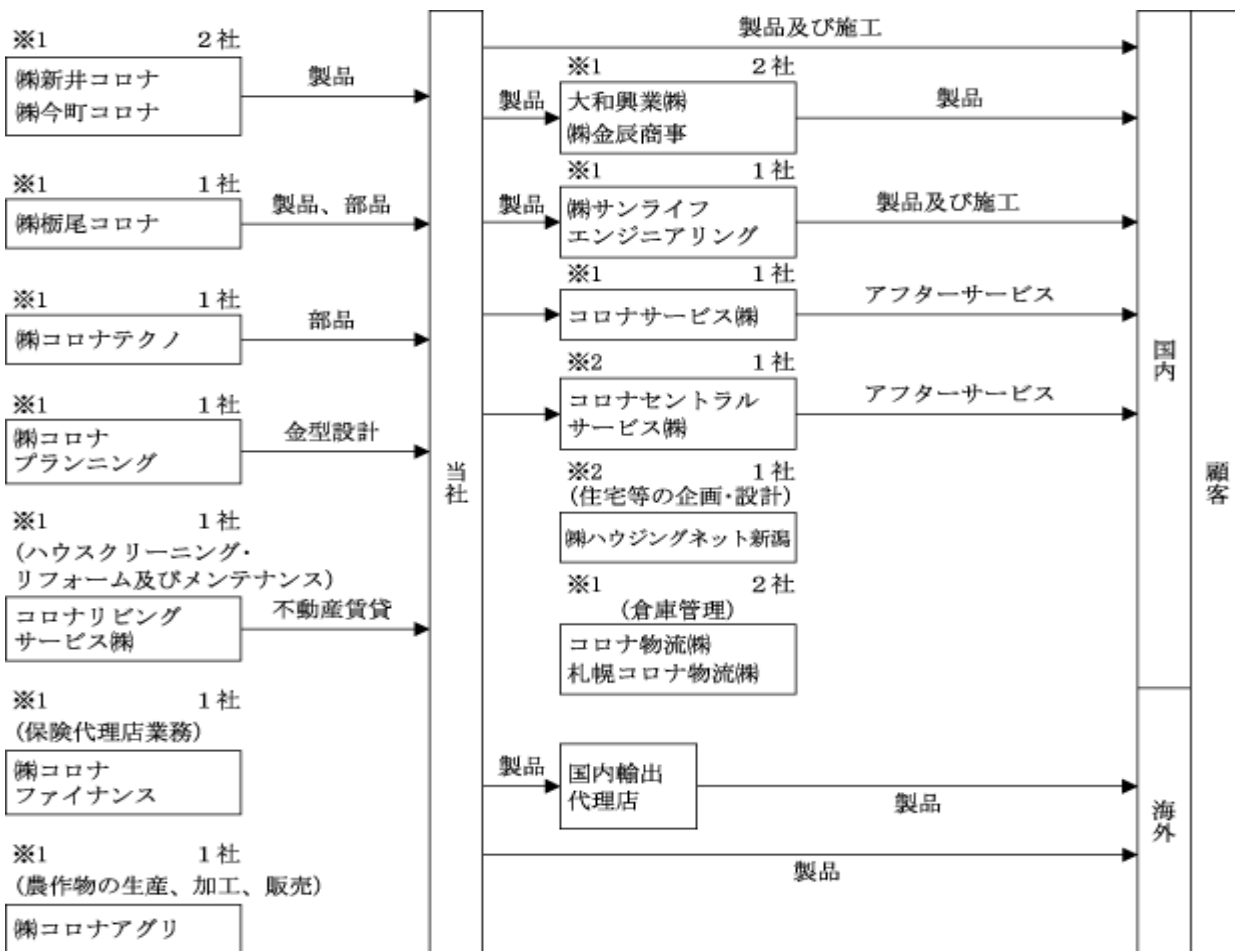 ※1 2社
㈱新井コロナ
㈱今町コロナ
製品
※1 1社
㈱栃尾コロナ
製品、部品
※1 1社
㈱コロナテクノ
部品
※1 1社
㈱コロナ
プランニング
金型設計
※1 1社
(ハウスクリーニング・
リフォーム及びメンテナンス)
コロナリビング
サービス㈱
不動産賃貸
※1 1社
(保険代理店業務)
㈱コロナ
ファイナンス
※1 1社
(農作物の生産、加工、販売)
㈱コロナアグリ
当社
製品及び施工
製品
※1 2社
大和興業㈱
㈱金辰商事
製品
製品
※1 1社
㈱サンライフ
エンジニアリング
製品及び施工
※1 1社
コロナサービス㈱
アフターサービス
※2 1社
コロナセントラル
サービス㈱
アフターサービス
※2 1社
(住宅等の企画・設計)
㈱ハウジングネット新潟
※1 2社
(倉庫管理)
コロナ物流㈱
札幌コロナ物流㈱
製品
国内輸出
代理店
製品
製品
国内
海外
顧客